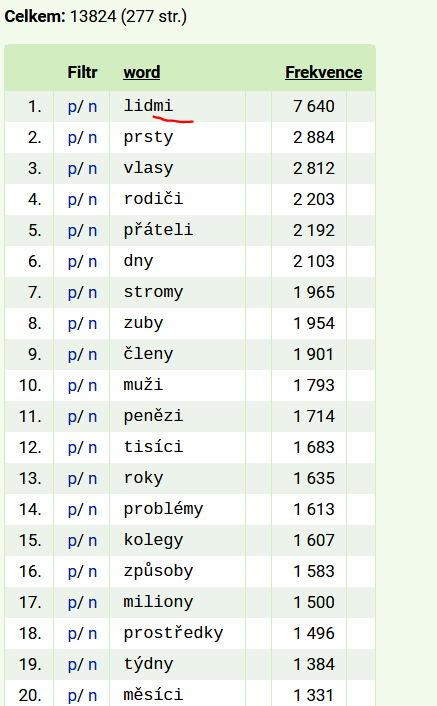 Celkem: 13824 (277 str.)
Filtr word Frekvence
1. p/ n lidmi 7 640
2. p/ n prsty 2 884
3. p/ n vlasy 2 812
4. p/ n rodiči 2 203
5. p/ n přáteli 2 192
6. p/ n dny 2 103
7. p/ n stromy 1 965
8. p/ n zuby 1 954
9. p/ n členy 1 901
10. p/ n muži 1 793
11. p/ n penězi 1 714
12. p/ n tisíci 1 683
13. p/ n roky 1 635
14. p/ n problémy 1 613
15. p/ n kolegy 1 607
16. p/ n způsoby 1 583
17. p/ n miliony 1 500
18. p/ n prostředky 1 496
19. p/ n týdny 1 384
20. p/ n měsíci 1 331